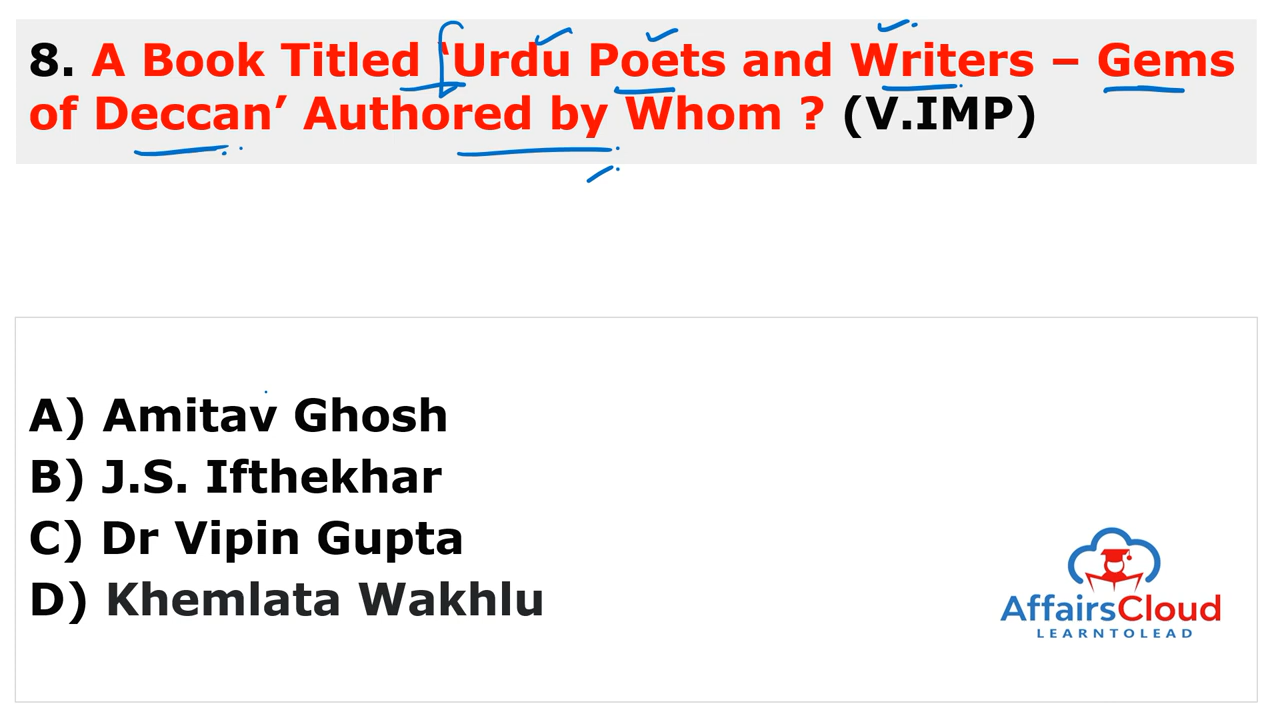 8. A Book Titled ‘Urdu Poets and Writers – Gems
of Deccan’ Authored by Whom ? (V.IMP)
A) Amitav Ghosh
B) J.S. Ifthekhar
C) Dr Vipin Gupta
D) Khemlata Wakhlu
AffairsCloud
LEARNTOLEAD